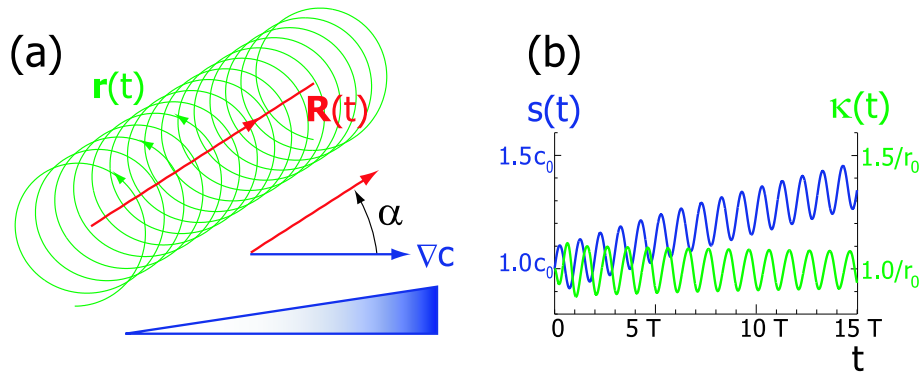 (a)
r(t)
R(t)
α
∇c
(b)
s(t)
κ(t)
1.5c₀
1.5/r₀
1.0c₀
1.0/r₀
0 5 T 10 T 15 T
t